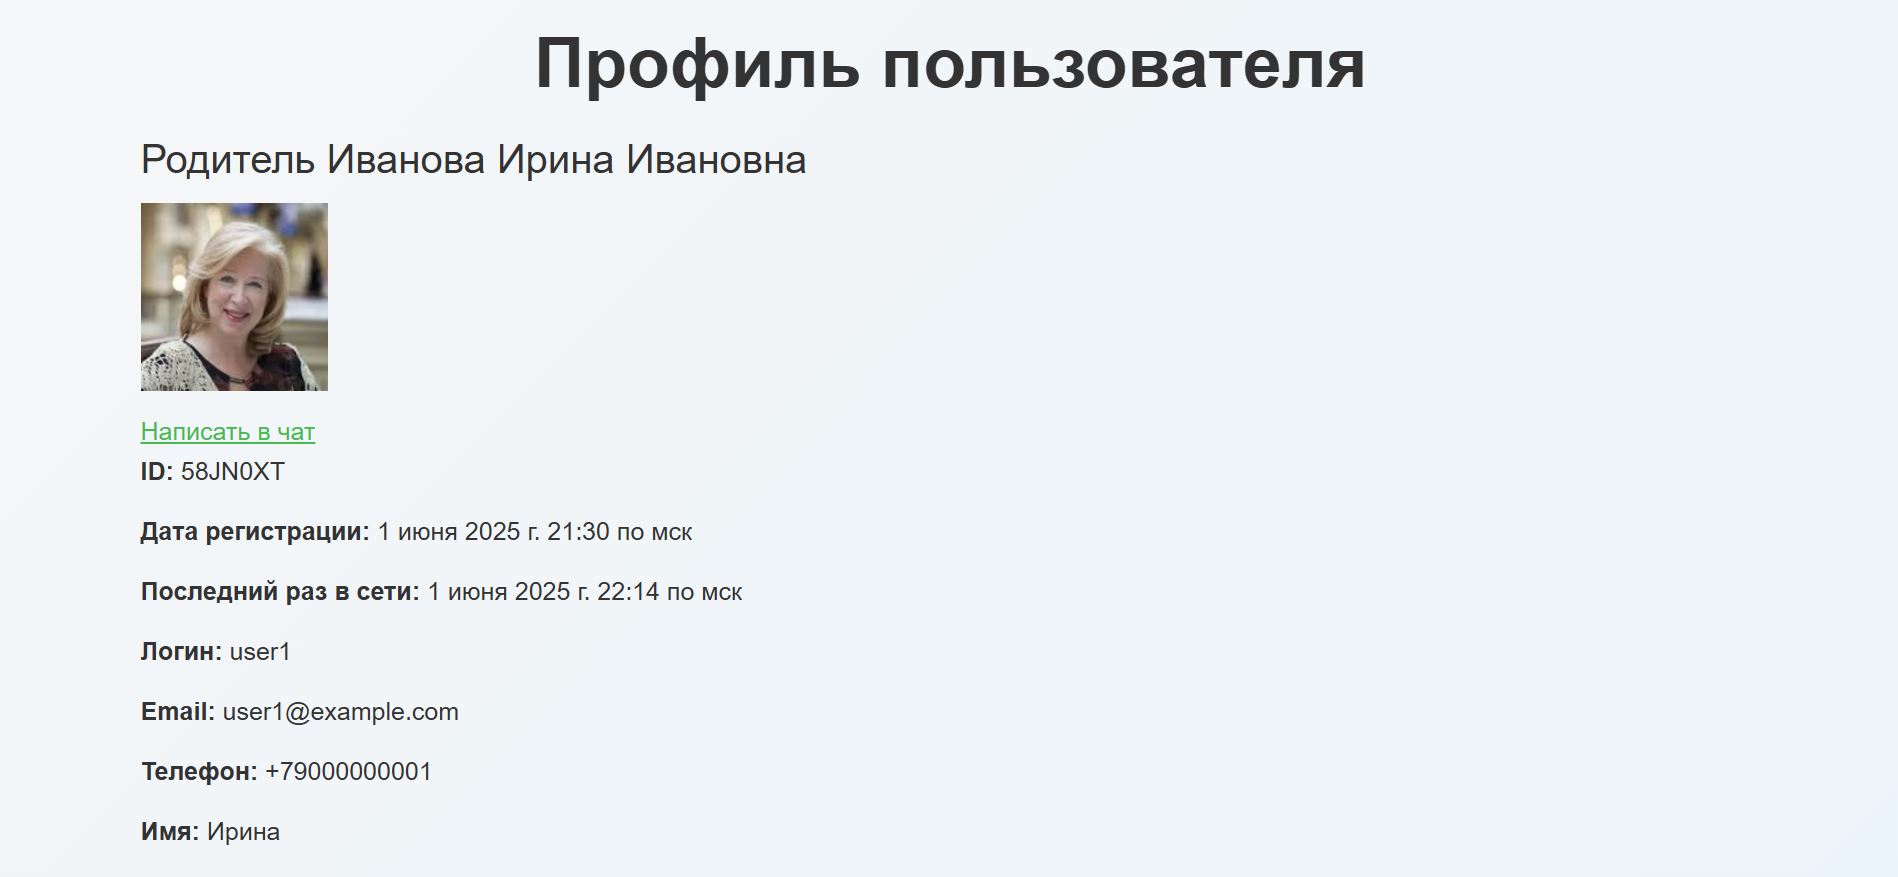 Профиль пользователя
Родитель Иванова Ирина Ивановна
Написать в чат
ID: 58JN0XT
Дата регистрации: 1 июня 2025 г. 21:30 по мск
Последний раз в сети: 1 июня 2025 г. 22:14 по мск
Логин: user1
Email: user1@example.com
Телефон: +79000000001
Имя: Ирина